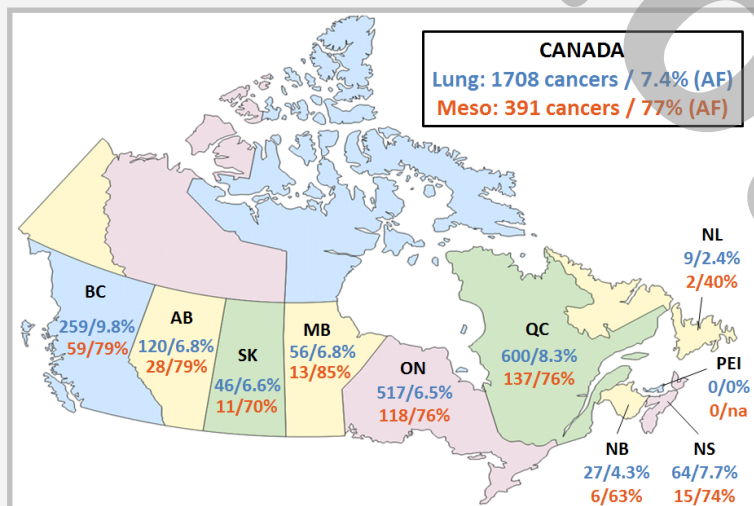 CANADA
Lung: 1708 cancers / 7.4% (AF)
Meso: 391 cancers / 77% (AF)
NL
9/2.4%
2/40%
BC
259/9.8%
59/79%
AB
120/6.8%
28/79%
SK
46/6.6%
11/70%
MB
56/6.8%
13/85%
ON
517/6.5%
118/76%
QC
600/8.3%
137/76%
PEI
0/0%
0/na
NB
27/4.3%
6/63%
NS
64/7.7%
15/74%